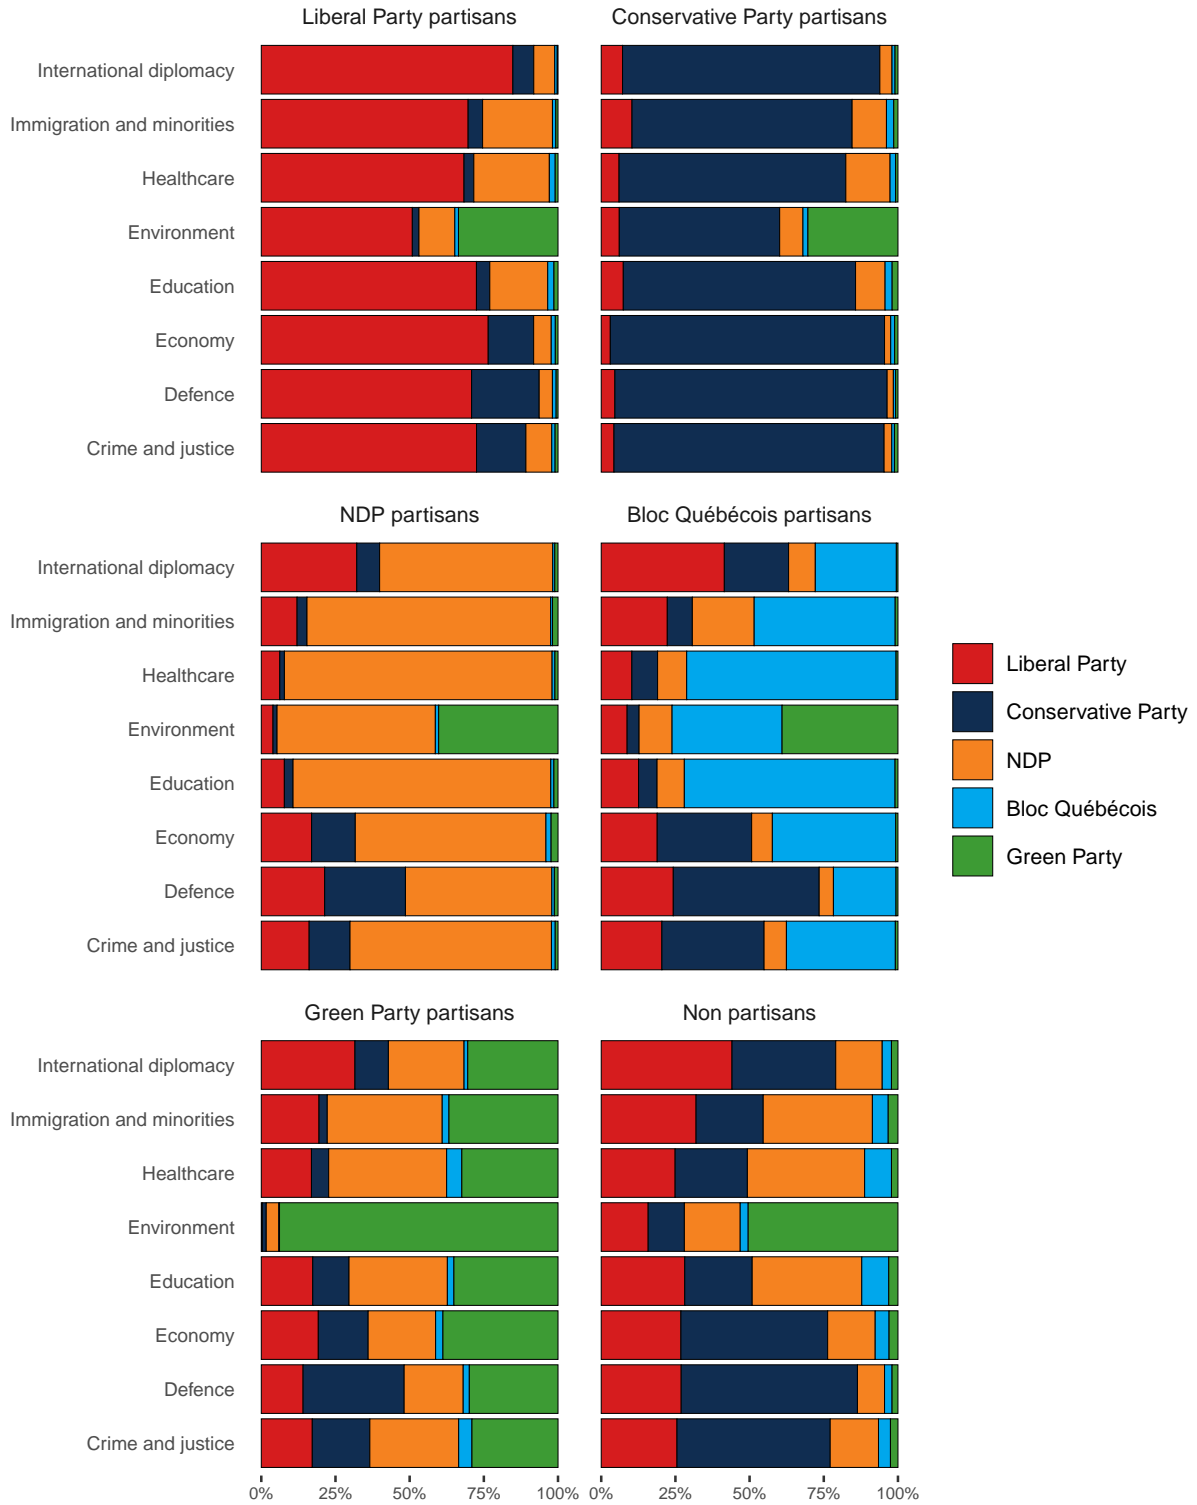 Liberal Party partisans
Conservative Party partisans
International diplomacy
Immigration and minorities
Healthcare
Environment
Education
Economy
Defence
Crime and justice
NDP partisans
Bloc Québécois partisans
International diplomacy
Immigration and minorities
Healthcare
Environment
Education
Economy
Defence
Crime and justice
Liberal Party
Conservative Party
NDP
Bloc Québécois
Green Party
Green Party partisans
Non partisans
International diplomacy
Immigration and minorities
Healthcare
Environment
Education
Economy
Defence
Crime and justice
0% 25% 50% 75% 100%
0% 25% 50% 75% 100%